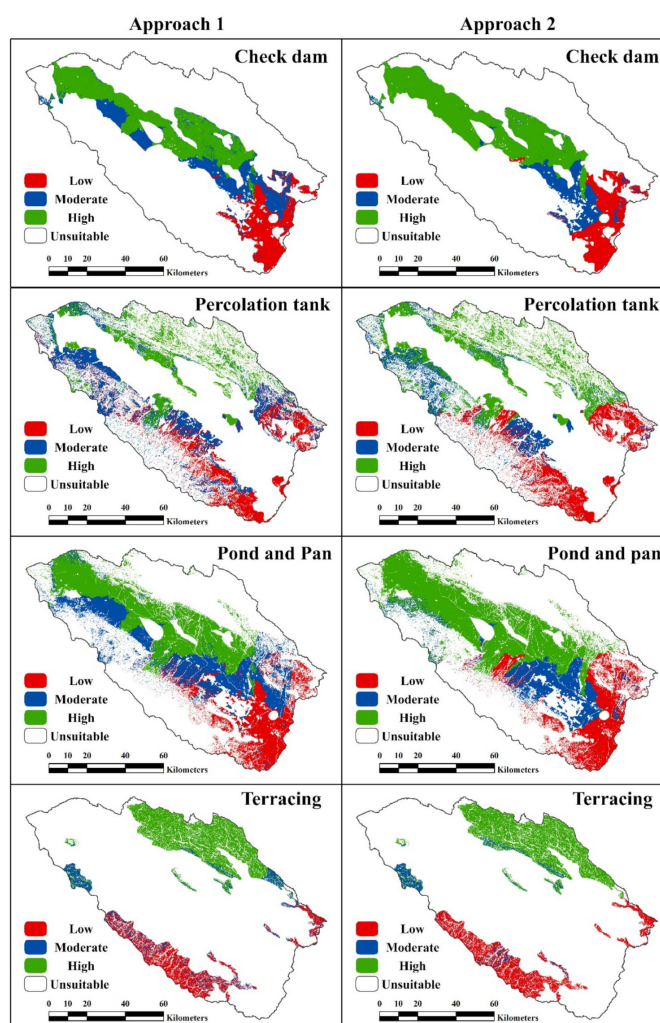 Approach 1
Approach 2
Check dam
Low
Moderate
High
Unsuitable
0 10 20 40 60
Kilometers
Check dam
Low
Moderate
High
Unsuitable
0 10 20 40 60
Kilometers
Percolation tank
Low
Moderate
High
Unsuitable
0 10 20 40 60
Kilometers
Percolation tank
Low
Moderate
High
Unsuitable
0 10 20 40 60
Kilometers
Pond and Pan
Low
Moderate
High
Unsuitable
0 10 20 40 60
Kilometers
Pond and pan
Low
Moderate
High
Unsuitable
0 10 20 40 60
Kilometers
Terracing
Low
Moderate
High
Unsuitable
0 10 20 40 60
Kilometers
Terracing
Low
Moderate
High
Unsuitable
0 10 20 40 60
Kilometers